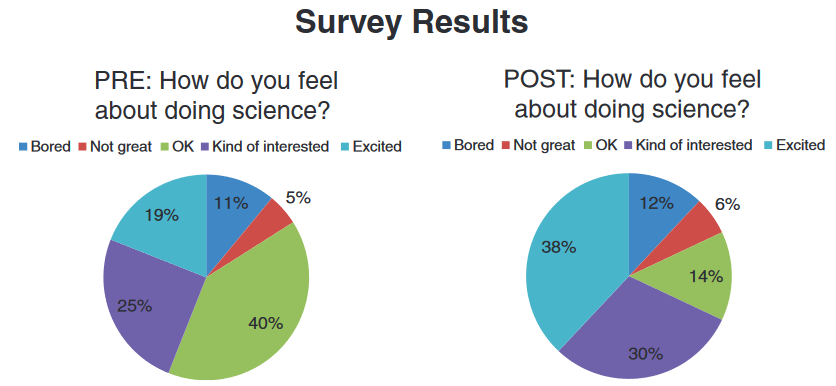 Survey Results
PRE: How do you feel
about doing science?
Bored Not great OK Kind of interested Excited
11%
5%
19%
25%
40%
POST: How do you feel
about doing science?
Bored Not great OK Kind of interested Excited
12%
6%
38%
14%
30%